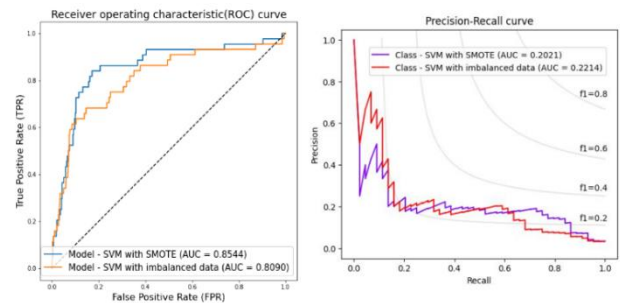 Receiver operating characteristic(ROC) curve
True Positive Rate (TPR)
1.0
0.8
0.6
0.4
0.2
0.0
Model - SVM with SMOTE (AUC = 0.8544)
Model - SVM with imbalanced data (AUC = 0.8090)
0.0 0.2 0.4 0.6 0.8 1.0
False Positive Rate (FPR)
Precision-Recall curve
Precision
1.0
0.8
0.6
0.4
0.2
0.0
Class - SVM with SMOTE (AUC = 0.2021)
Class - SVM with imbalanced data (AUC = 0.2214)
f1=0.8
f1=0.6
f1=0.4
f1=0.2
0.0 0.2 0.4 0.6 0.8 1.0
Recall